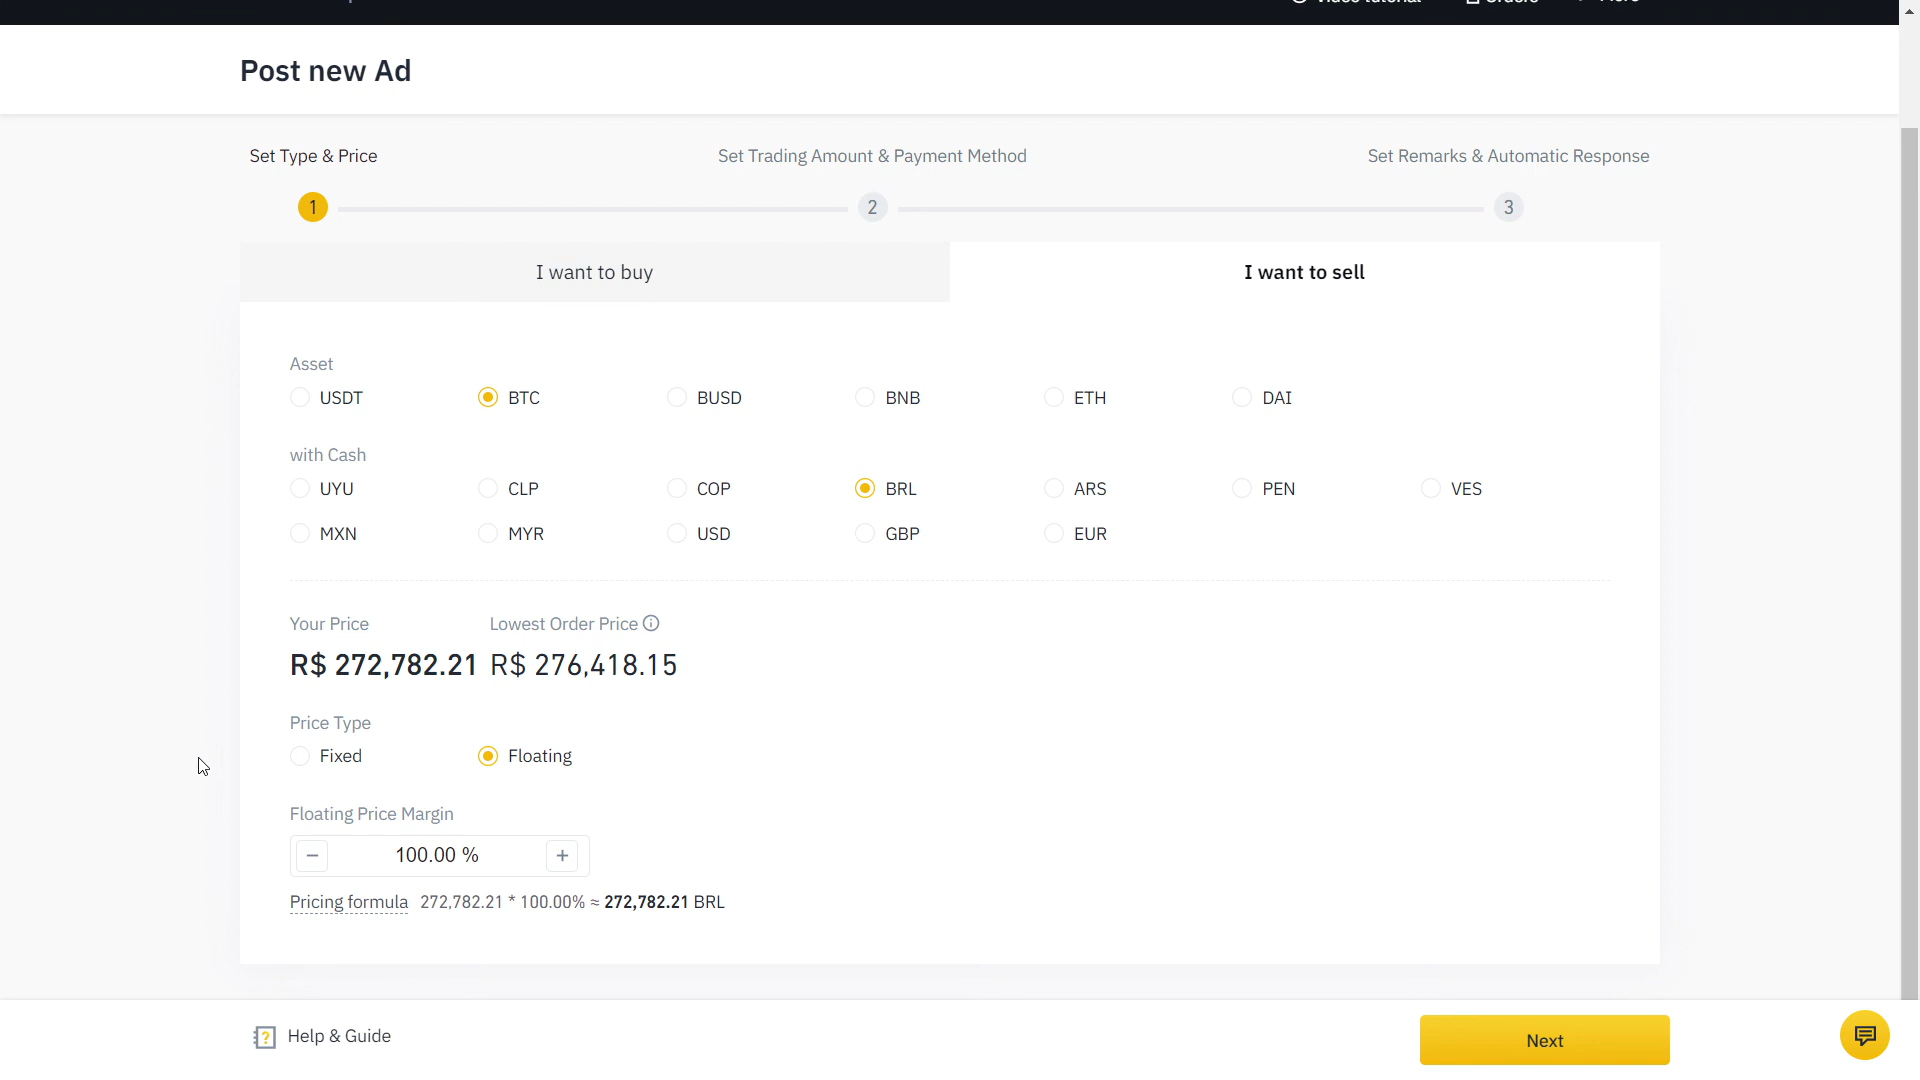 Post new Ad
Set Type & Price
Set Trading Amount & Payment Method
Set Remarks & Automatic Response
1
2
3
I want to buy
I want to sell
Asset
USDT BTC BUSD BNB ETH DAI
with Cash
UYU CLP COP BRL ARS PEN VES
MXN MYR USD GBP EUR
Your Price Lowest Order Price
R$ 272,782.21 R$ 276,418.15
Price Type
Fixed Floating
Floating Price Margin
− 100.00 % +
Pricing formula 272,782.21 * 100.00% ≈ 272,782.21 BRL
Help & Guide
Next